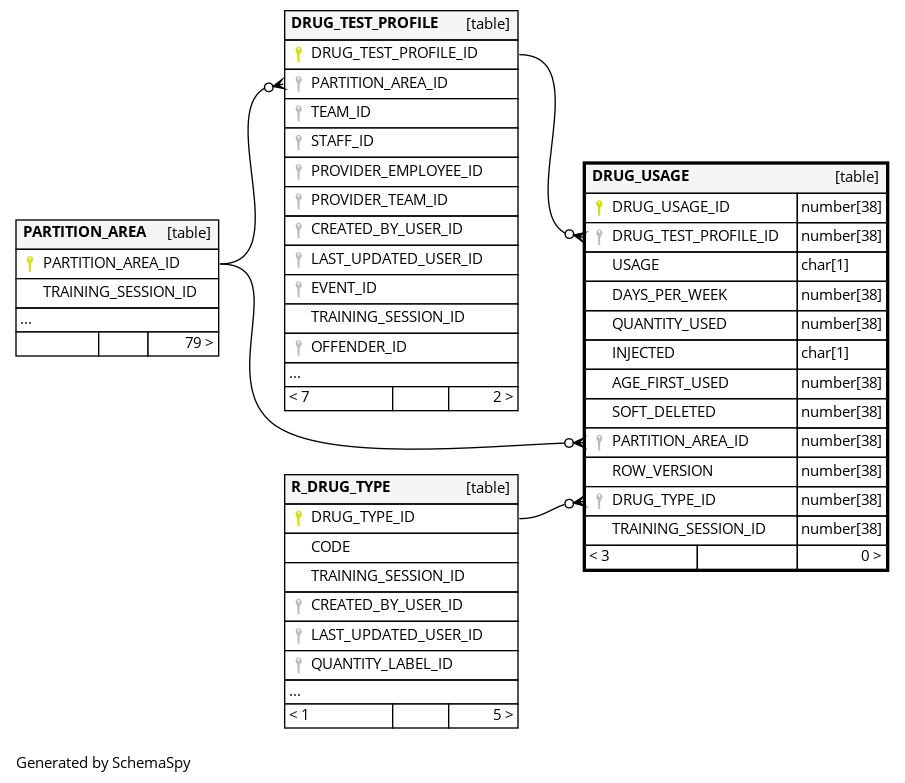 DRUG_TEST_PROFILE [table]
DRUG_TEST_PROFILE_ID
PARTITION_AREA_ID
TEAM_ID
STAFF_ID
PROVIDER_EMPLOYEE_ID
PROVIDER_TEAM_ID
CREATED_BY_USER_ID
LAST_UPDATED_USER_ID
EVENT_ID
TRAINING_SESSION_ID
OFFENDER_ID
...
< 7 2 >
PARTITION_AREA [table]
PARTITION_AREA_ID
TRAINING_SESSION_ID
...
79 >
DRUG_USAGE [table]
DRUG_USAGE_ID number[38]
DRUG_TEST_PROFILE_ID number[38]
USAGE char[1]
DAYS_PER_WEEK number[38]
QUANTITY_USED number[38]
INJECTED char[1]
AGE_FIRST_USED number[38]
SOFT_DELETED number[38]
PARTITION_AREA_ID number[38]
ROW_VERSION number[38]
DRUG_TYPE_ID number[38]
TRAINING_SESSION_ID number[38]
< 3 0 >
R_DRUG_TYPE [table]
DRUG_TYPE_ID
CODE
TRAINING_SESSION_ID
CREATED_BY_USER_ID
LAST_UPDATED_USER_ID
QUANTITY_LABEL_ID
...
< 1 5 >
Generated by SchemaSpy